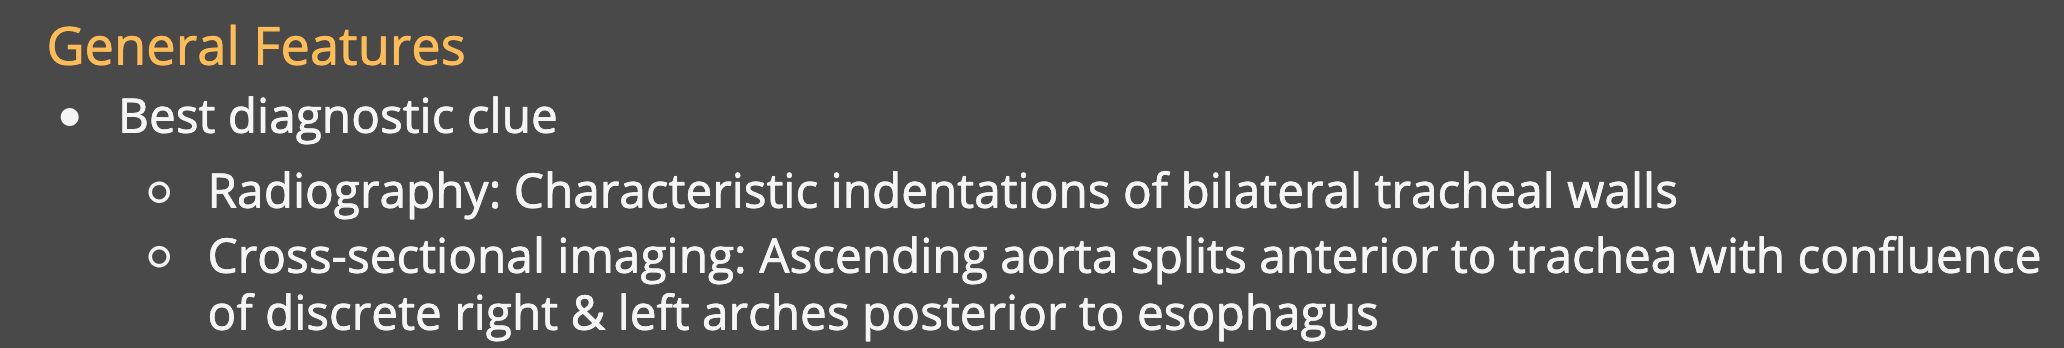 General Features
• Best diagnostic clue
○ Radiography: Characteristic indentations of bilateral tracheal walls
○ Cross-sectional imaging: Ascending aorta splits anterior to trachea with confluence
of discrete right & left arches posterior to esophagus